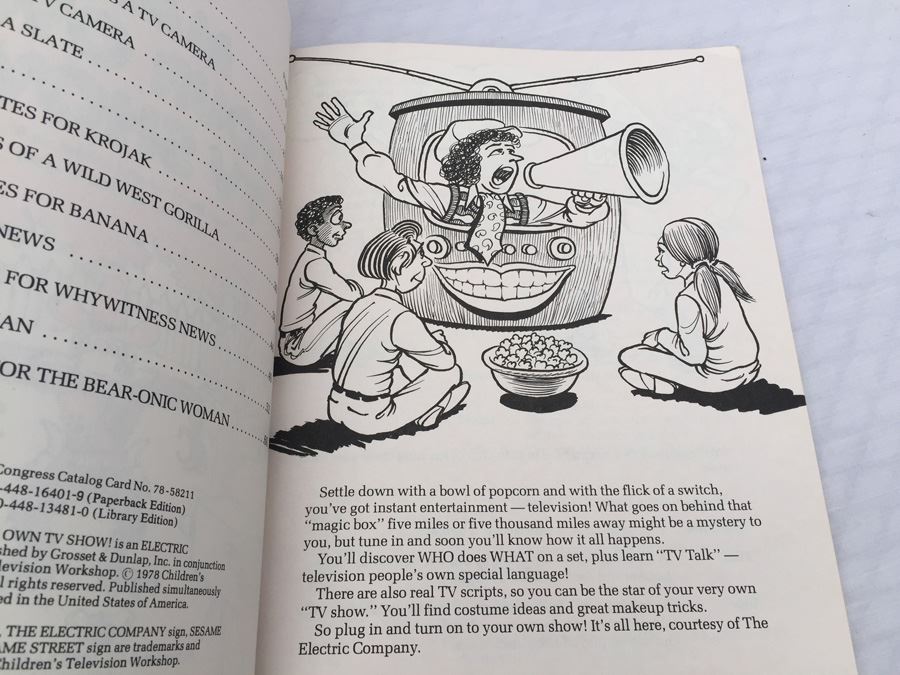 A TV CAMERA
TV CAMERA
A SLATE
FOR KROJAK
OF A WILD WEST GORILLA
FOR BANANA
NEWS
FOR WHYWITNESS NEWS
THE BEAR-ONIC WOMAN
Congress Catalog Card No. 78-58211
-448-16401-9 (Paperback Edition)
-448-13481-0 (Library Edition)
OWN TV SHOW! is an ELECTRIC
by Grosset & Dunlap, Inc. in conjunction
Television Workshop. © 1978 Children's
rights reserved. Published simultaneously
in the United States of America.
THE ELECTRIC COMPANY sign, SESAME
STREET sign are trademarks and
Children's Television Workshop.
Settle down with a bowl of popcorn and with the flick of a switch,
you've got instant entertainment — television! What goes on behind that
"magic box" five miles or five thousand miles away might be a mystery to
you, but tune in and soon you'll know how it all happens.
You'll discover WHO does WHAT on a set, plus learn "TV Talk" —
television people's own special language!
There are also real TV scripts, so you can be the star of your very own
"TV show." You'll find costume ideas and great makeup tricks.
So plug in and turn on to your own show! It's all here, courtesy of The
Electric Company.